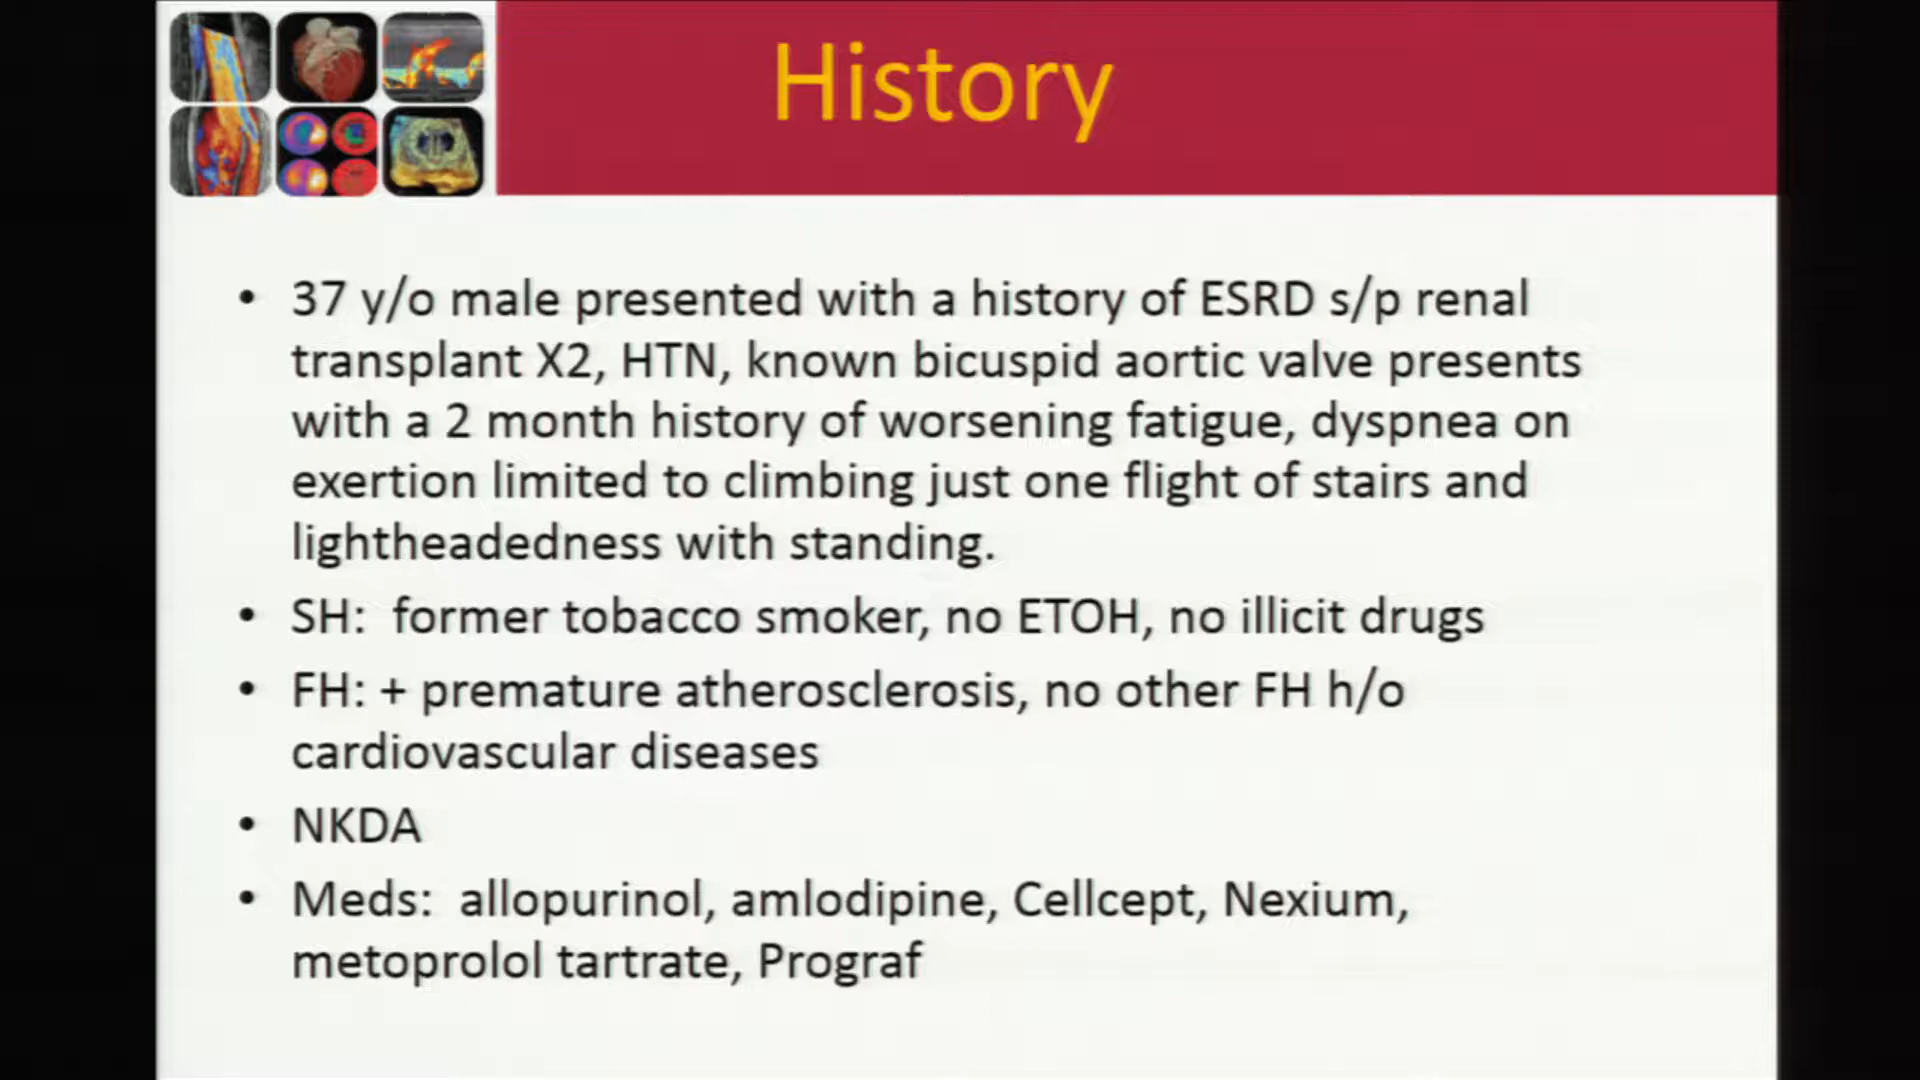 History
• 37 y/o male presented with a history of ESRD s/p renal
transplant X2, HTN, known bicuspid aortic valve presents
with a 2 month history of worsening fatigue, dyspnea on
exertion limited to climbing just one flight of stairs and
lightheadedness with standing.
• SH:  former tobacco smoker, no ETOH, no illicit drugs
• FH: + premature atherosclerosis, no other FH h/o
cardiovascular diseases
• NKDA
• Meds:  allopurinol, amlodipine, Cellcept, Nexium,
metoprolol tartrate, Prograf